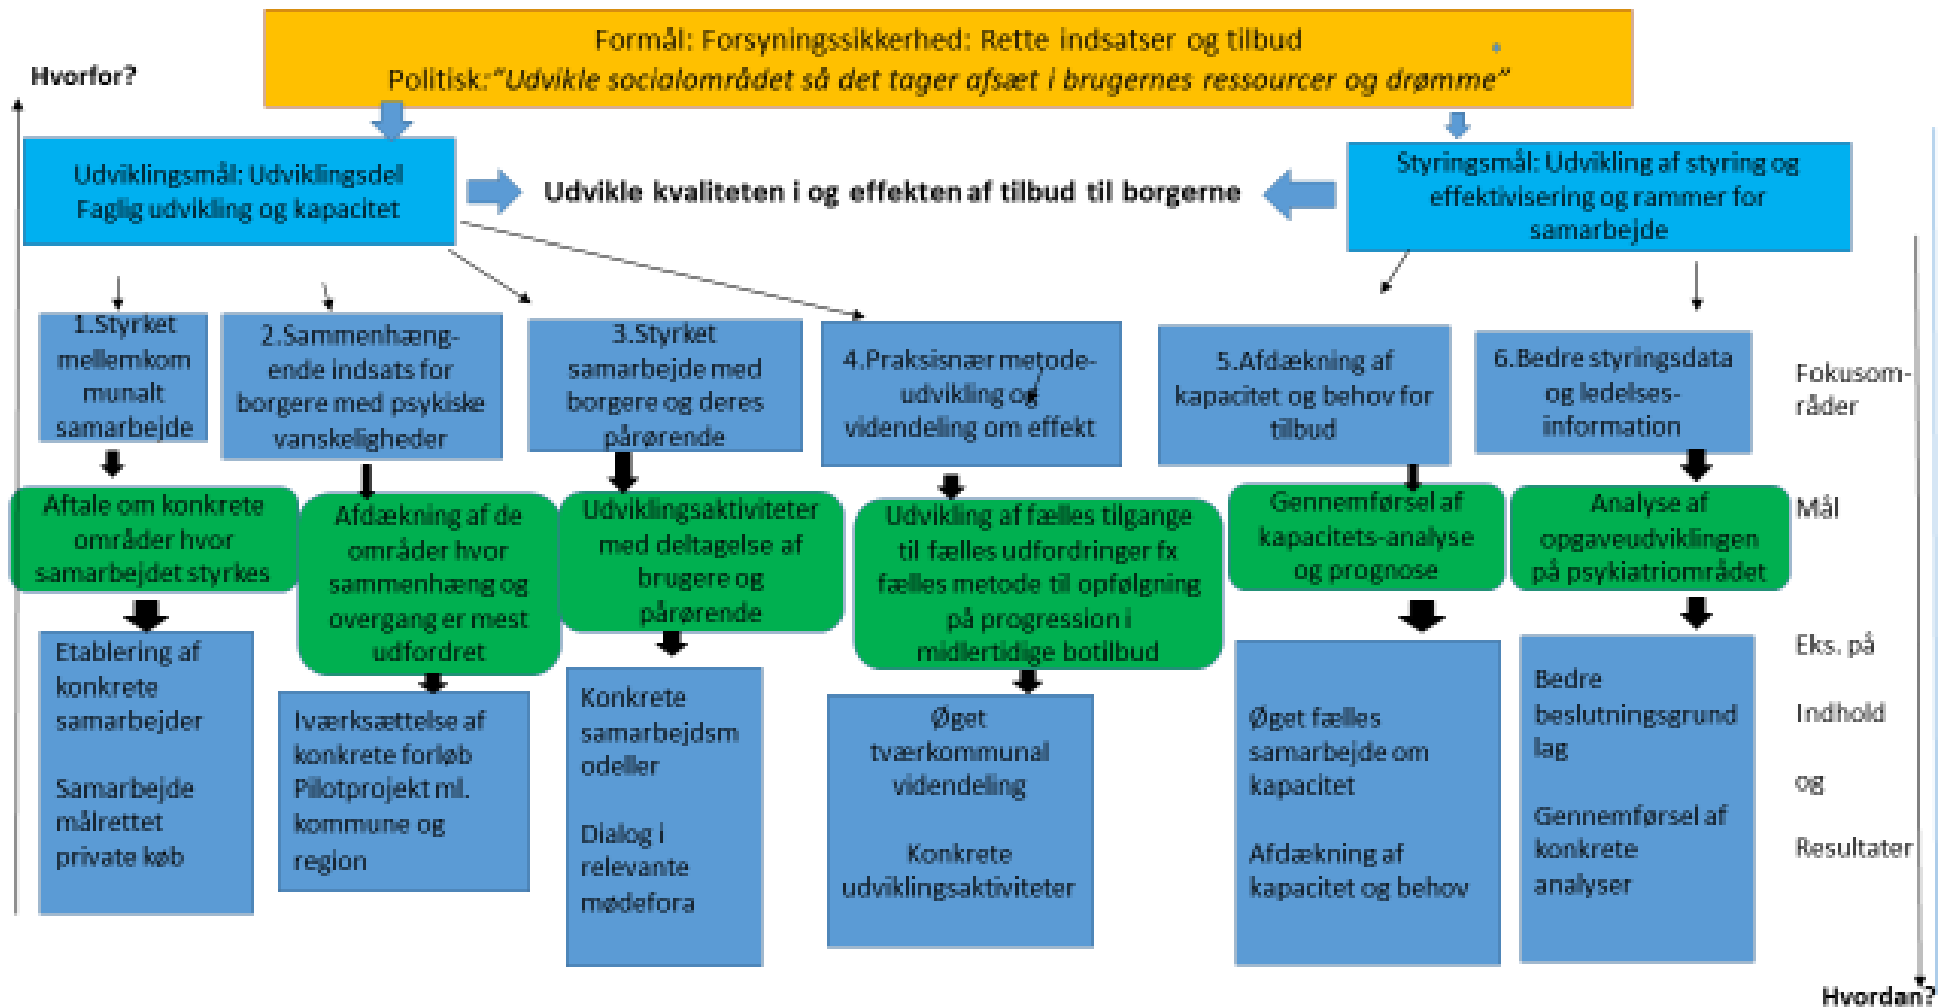 Formål: Forsyningssikkerhed: Rette indsatser og tilbud
Politisk:“Udvikle socialområdet så det tager afsæt i brugernes ressourcer og drømme”
Hvorfor?
Udviklingsmål: Udviklingsdel
Faglig udvikling og kapacitet
Udvikle kvaliteten i og effekten af tilbud til borgerne
Styringsmål: Udvikling af styring og
effektivisering og rammer for
samarbejde
1.Styrket
mellemkom
munalt
samarbejde
2.Sammenhæng-
ende indsats for
borgere med psykiske
vanskeligheder
3.Styrket
samarbejde med
borgere og deres
pårørende
4.Praksisnær metode-
udvikling og
videndeling om effekt
5.Afdækning af
kapacitet og behov for
tilbud
6.Bedre styringsdata
og ledelses-
information
Fokusom-
råder
Aftale om konkrete
områder hvor
samarbejdet styrkes
Afdækning af de
områder hvor
sammenhæng og
overgang er mest
udfordret
Udviklingsaktiviteter
med deltagelse af
brugere og
pårørende
Udvikling af fælles tilgange
til fælles udfordringer fx
fælles metode til opfølgning
på progression i
midlertidige botilbud
Gennemførsel af
kapacitets-analyse
og prognose
Analyse af
opgaveudviklingen
på psykiatriområdet
Mål
Etablering af
konkrete
samarbejder
Samarbejde
målrettet
private køb
Iværksættelse af
konkrete forløb
Pilotprojekt ml.
kommune og
region
Konkrete
samarbejdsm
odeller
Dialog i
relevante
mødefora
Øget
tværkommunal
videndeling
Konkrete
udviklingsaktiviteter
Øget fælles
samarbejde om
kapacitet
Afdækning af
kapacitet og behov
Bedre
beslutningsgrund
lag
Gennemførsel af
konkrete
analyser
Eks. på
Indhold
og
Resultater
Hvordan?